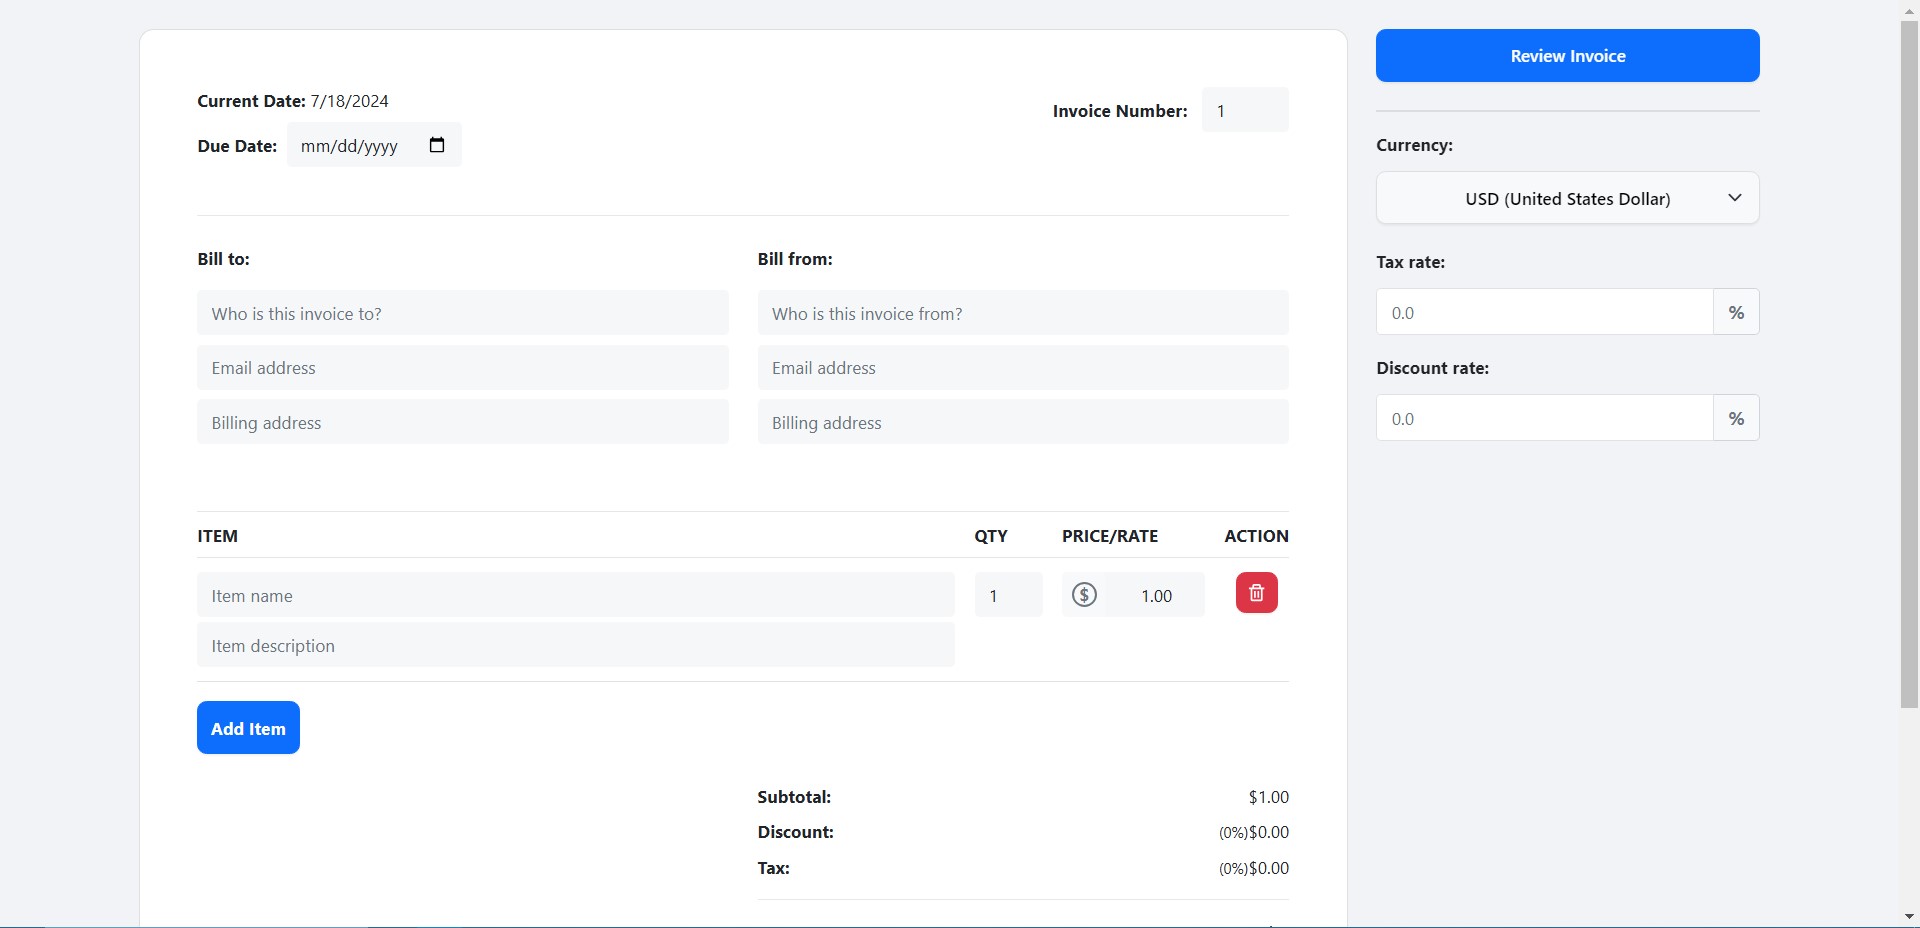 Current Date: 7/18/2024
Due Date: mm/dd/yyyy
Invoice Number: 1
Bill to:
Who is this invoice to?
Email address
Billing address
Bill from:
Who is this invoice from?
Email address
Billing address
ITEM QTY PRICE/RATE ACTION
Item name 1 $ 1.00
Item description
Add Item
Subtotal: $1.00
Discount: (0%)$0.00
Tax: (0%)$0.00
Review Invoice
Currency:
USD (United States Dollar)
Tax rate:
0.0 %
Discount rate:
0.0 %